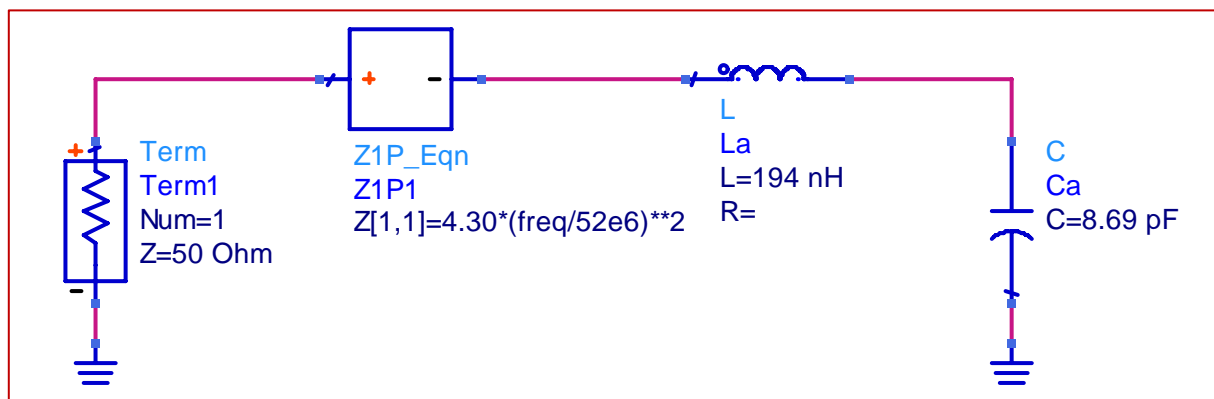 +
-
Term
Term1
Num=1
Z=50 Ohm
+
-
Z1P_Eqn
Z1P1
Z[1,1]=4.30*(freq/52e6)**2
L
La
L=194 nH
R=
C
Ca
C=8.69 pF